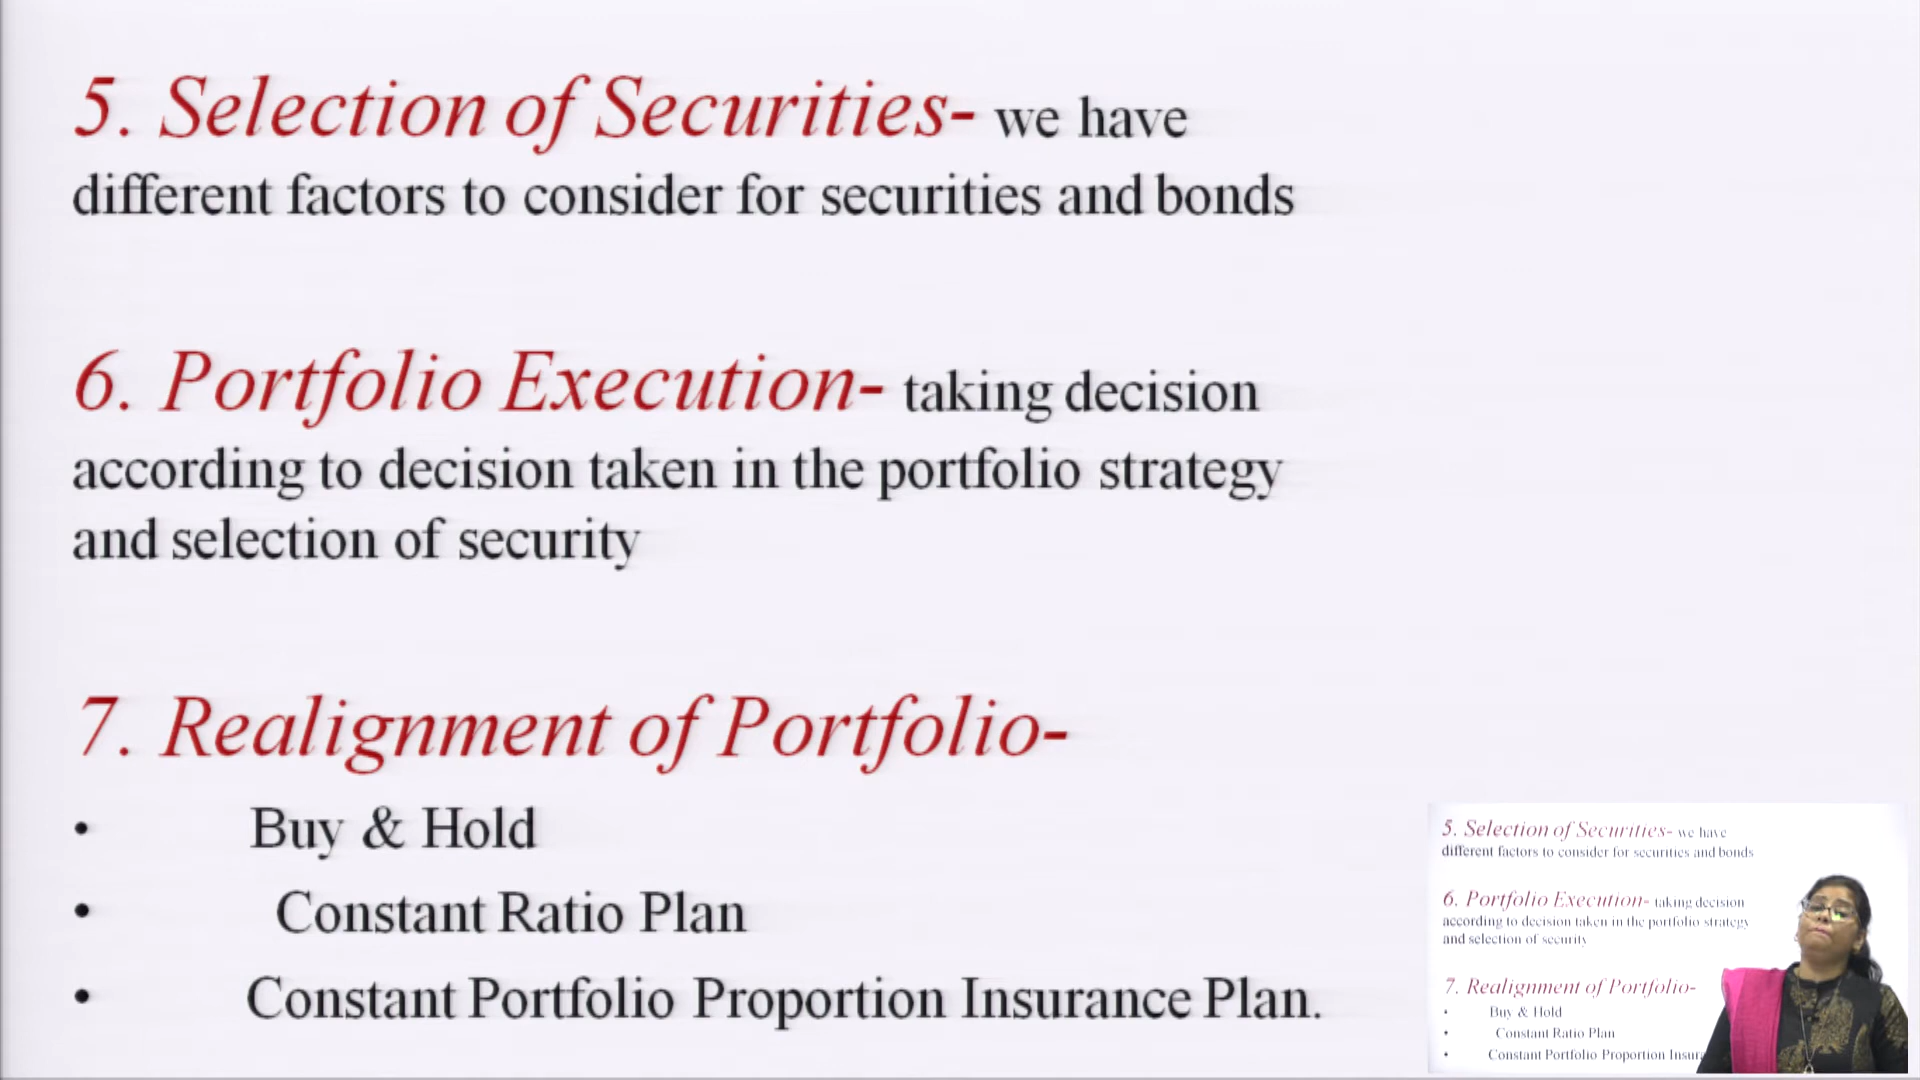 5. Selection of Securities- we have
different factors to consider for securities and bonds
6. Portfolio Execution- taking decision
according to decision taken in the portfolio strategy
and selection of security
7. Realignment of Portfolio-
• Buy & Hold
• Constant Ratio Plan
• Constant Portfolio Proportion Insurance Plan.
5. Selection of Securities- we have
different factors to consider for securities and bonds
6. Portfolio Execution- taking decision
according to decision taken in the portfolio strategy
and selection of security
7. Realignment of Portfolio-
• Buy & Hold
• Constant Ratio Plan
• Constant Portfolio Proportion Insura